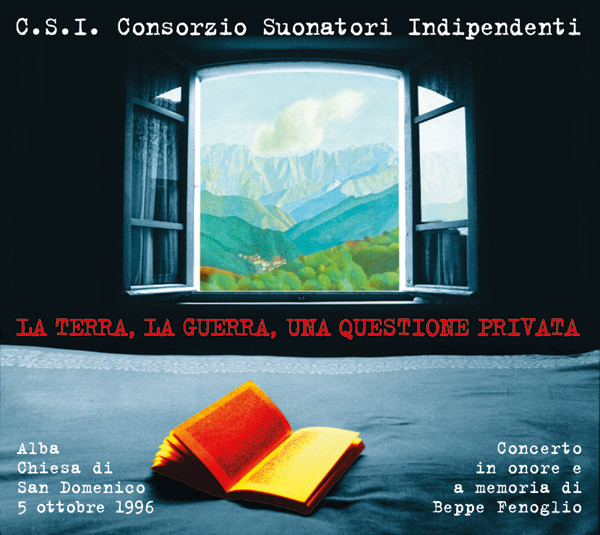 C.S.I. Consorzio Suonatori Indipendenti
LA TERRA, LA GUERRA, UNA QUESTIONE PRIVATA
Alba
Chiesa di
San Domenico
5 ottobre 1996
Concerto
in onore e
a memoria di
Beppe Fenoglio